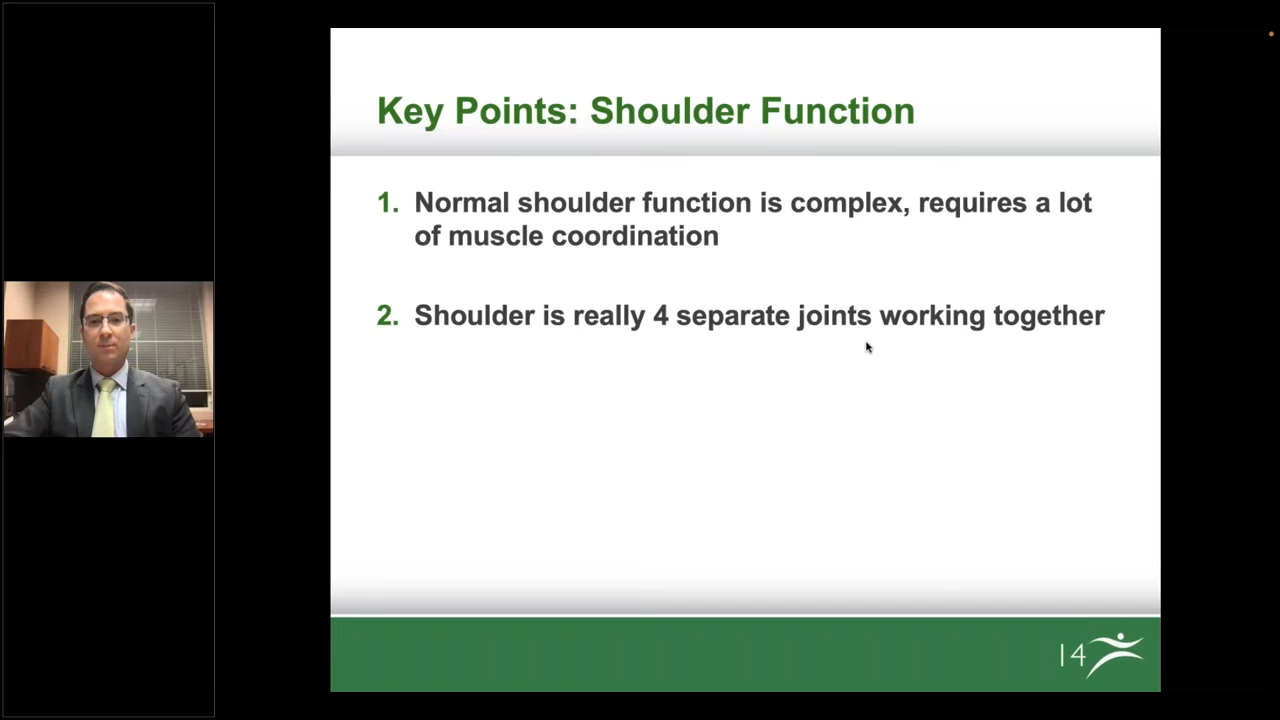 Key Points: Shoulder Function
1. Normal shoulder function is complex, requires a lot
of muscle coordination
2. Shoulder is really 4 separate joints working together
14